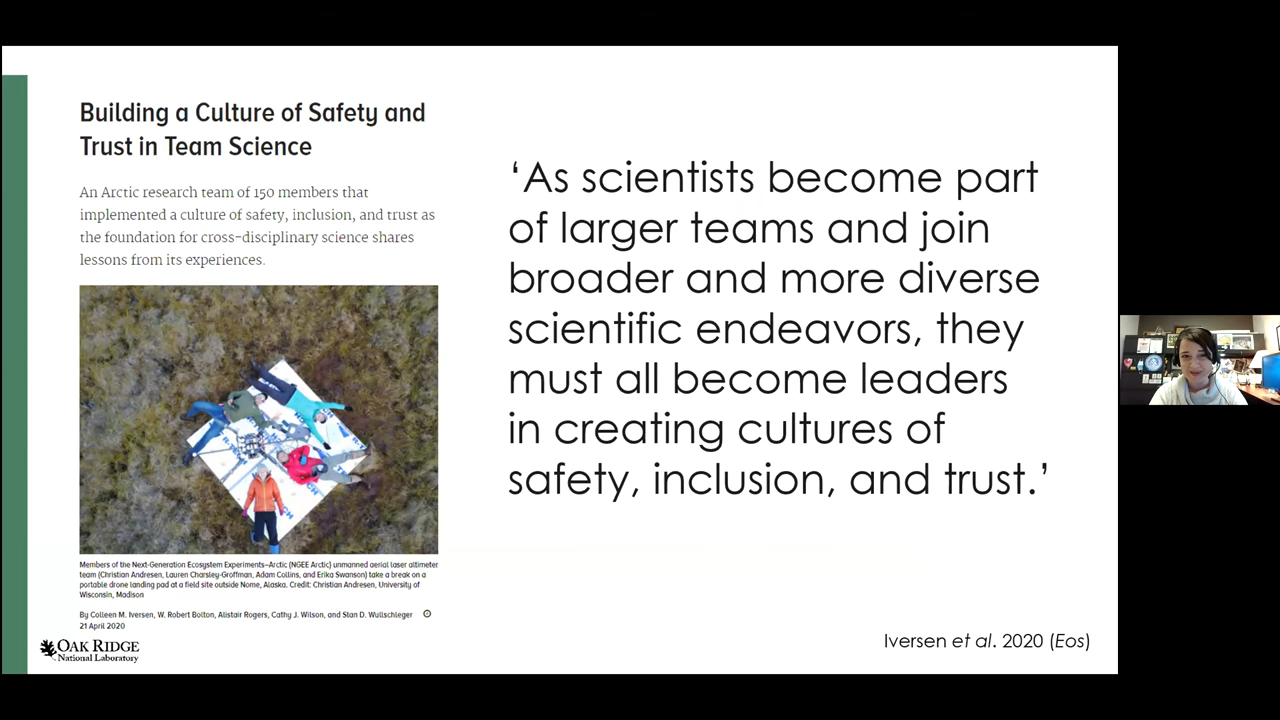 Building a Culture of Safety and
Trust in Team Science
An Arctic research team of 150 members that
implemented a culture of safety, inclusion, and trust as
the foundation for cross-disciplinary science shares
lessons from its experiences.
Members of the Next-Generation Ecosystem Experiments–Arctic (NGEE Arctic) unmanned aerial laser altimeter
team (Christian Andresen, Lauren Charsley-Groffman, Adam Collins, and Erika Swanson) take a break on a
portable drone landing pad at a field site outside Nome, Alaska. Credit: Christian Andresen, University of
Wisconsin, Madison
By Colleen M. Iversen, W. Robert Bolton, Alistair Rogers, Cathy J. Wilson, and Stan D. Wullschleger
21 April 2020
OAK RIDGE
National Laboratory
‘As scientists become part
of larger teams and join
broader and more diverse
scientific endeavors, they
must all become leaders
in creating cultures of
safety, inclusion, and trust.’
Iversen et al. 2020 (Eos)